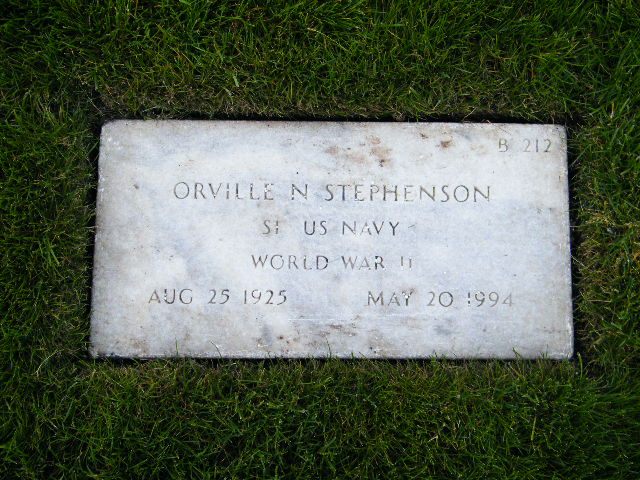 B 212
ORVILLE N STEPHENSON
S1 US NAVY
WORLD WAR II
AUG 25 1925 MAY 20 1994